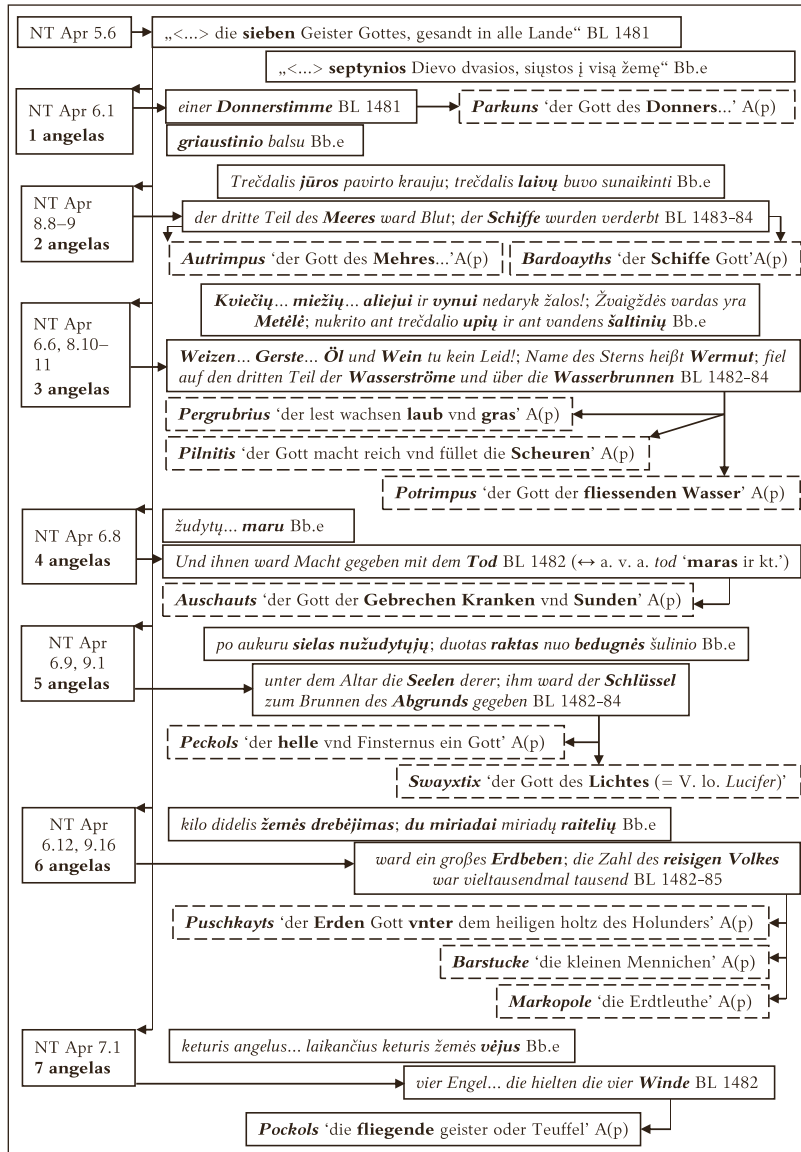 NT Apr 5.6
„<...> die sieben Geister Gottes, gesandt in alle Lande“ BL 1481
„<...> septynios Dievo dvasios, siųstos į visą žemę“ Bb.e
NT Apr 6.1
1 angelas
einer Donnerstimme BL 1481
Parkuns ‘der Gott des Donners...’ A(p)
griaustinio balsu Bb.e
Trečdalis jūros pavirto krauju; trečdalis laivų buvo sunaikinti Bb.e
NT Apr
8.8–9
2 angelas
der dritte Teil des Meeres ward Blut; der Schiffe wurden verderbt BL 1483-84
Autrimpus ‘der Gott des Mehres...’A(p)
Bardoayths ‘der Schiffe Gott’A(p)
Kviečių... miežių... aliejui ir vynui nedaryk žalos!; Žvaigždės vardas yra
Metėlė; nukrito ant trečdalio upių ir ant vandens šaltinių Bb.e
NT Apr
6.6, 8.10–
11
3 angelas
Weizen... Gerste... Öl und Wein tu kein Leid!; Name des Sterns heißt Wermut; fiel
auf den dritten Teil der Wasserströme und über die Wasserbrunnen BL 1482-84
Pergrubrius ‘der lest wachsen laub vnd gras’ A(p)
Pilnitis ‘der Gott macht reich vnd füllet die Scheuren’ A(p)
Potrimpus ‘der Gott der fliessenden Wasser’ A(p)
NT Apr 6.8
4 angelas
žudytų... maru Bb.e
Und ihnen ward Macht gegeben mit dem Tod BL 1482 (↔ a. v. a. tod ‘maras ir kt.’)
Auschauts ‘der Gott der Gebrechen Kranken vnd Sunden’ A(p)
NT Apr
6.9, 9.1
5 angelas
po aukuru sielas nužudytųjų; duotas raktas nuo bedugnės šulinio Bb.e
unter dem Altar die Seelen derer; ihm ward der Schlüssel
zum Brunnen des Abgrunds gegeben BL 1482-84
Peckols ‘der helle vnd Finsternus ein Gott’ A(p)
Swayxtix ‘der Gott des Lichtes (= V. lo. Lucifer)’
NT Apr
6.12, 9.16
6 angelas
kilo didelis žemės drebėjimas; du miriadai miriadų raitelių Bb.e
ward ein großes Erdbeben; die Zahl des reisigen Volkes
war vieltausendmal tausend BL 1482-85
Puschkayts ‘der Erden Gott vnter dem heiligen holtz des Holunders’ A(p)
Barstucke ‘die kleinen Mennichen’ A(p)
Markopole ‘die Erdtleuthe’ A(p)
NT Apr 7.1
7 angelas
keturis angelus... laikančius keturis žemės vėjus Bb.e
vier Engel... die hielten die vier Winde BL 1482
Pockols ‘die fliegende geister oder Teuffel’ A(p)